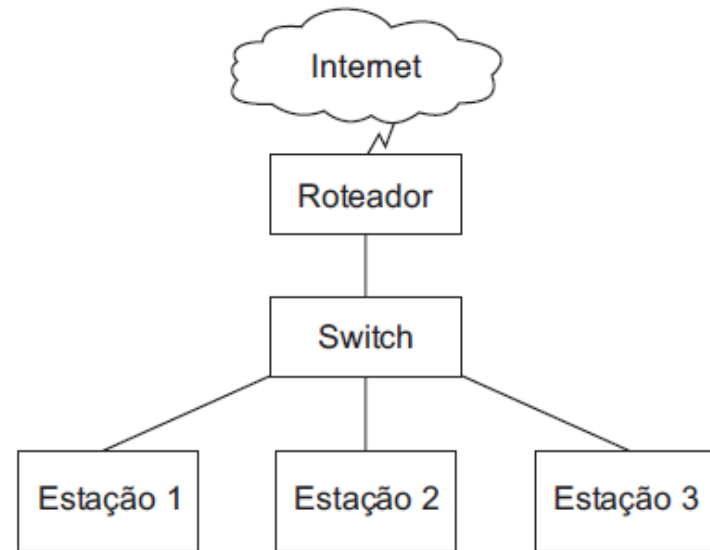 Internet
Roteador
Switch
Estação 1
Estação 2
Estação 3